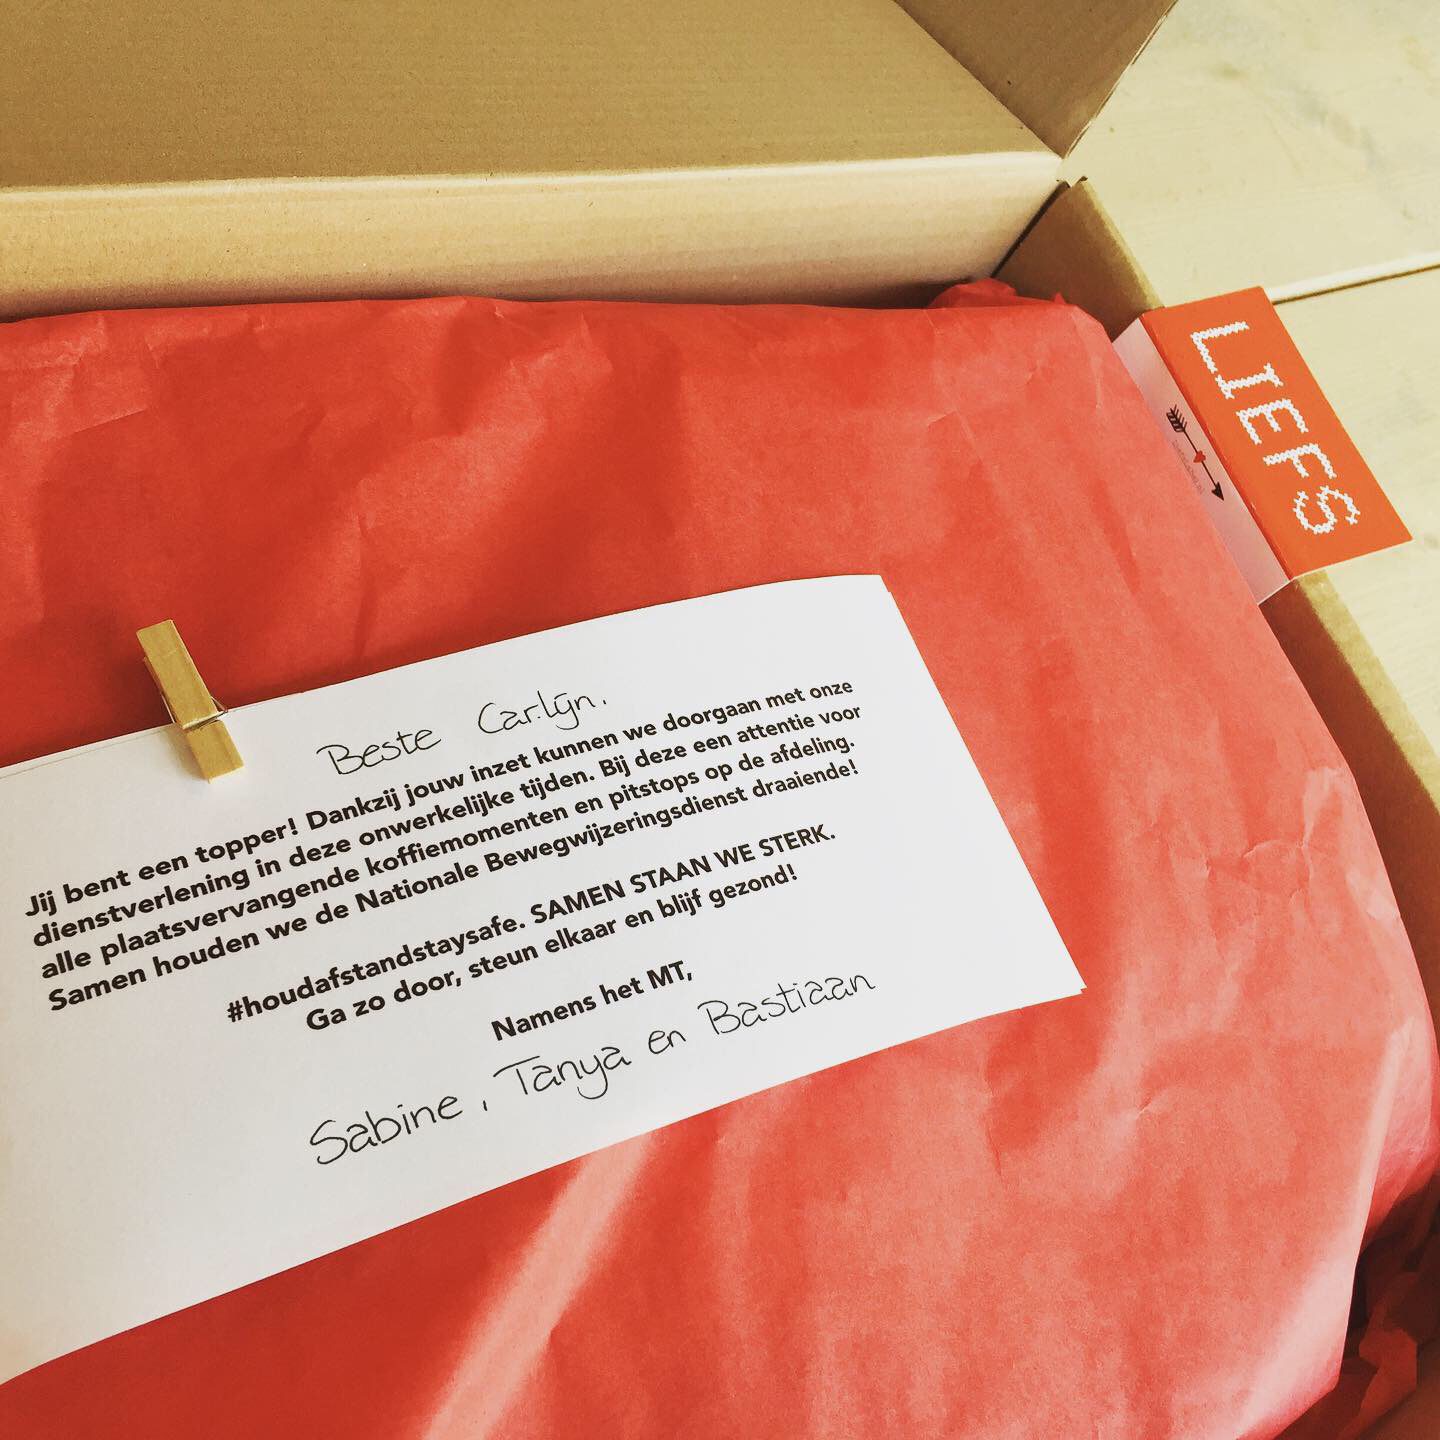 LIEFS
Beste Carlijn,
Jij bent een topper! Dankzij jouw inzet kunnen we doorgaan met onze
dienstverlening in deze onwerkelijke tijden. Bij deze een attentie voor
alle plaatsvervangende koffiemomenten en pitstops op de afdeling.
Samen houden we de Nationale Bewegwijzeringsdienst draaiende!
#houdafstandstaysafe. SAMEN STAAN WE STERK.
Ga zo door, steun elkaar en blijf gezond!
Namens het MT,
Sabine, Tanya en Bastiaan